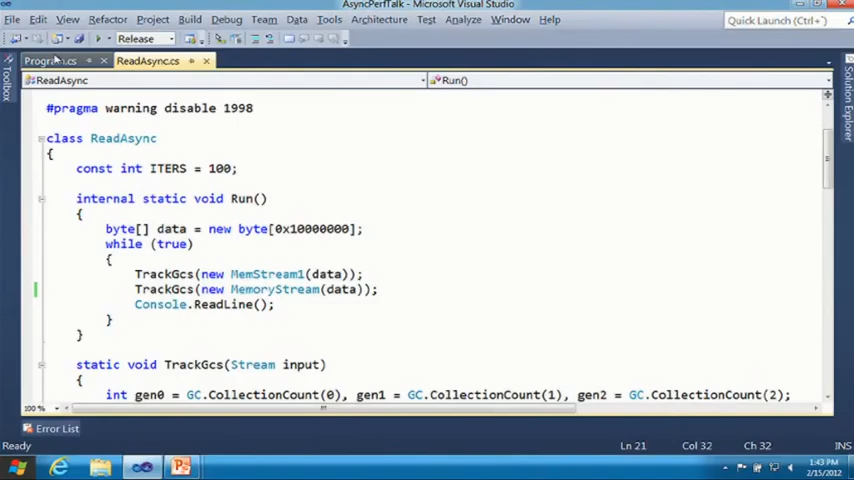 AsyncPerfTalk - Microsoft Visual Studio
File Edit View Refactor Project Build Debug Team Data Tools Architecture Test Analyze Window Help
Quick Launch (Ctrl+Q)
Release
Program.cs ReadAsync.cs
ReadAsync Run()
Toolbox
Solution Explorer
#pragma warning disable 1998
class ReadAsync
{
const int ITERS = 100;
internal static void Run()
{
byte[] data = new byte[0x10000000];
while (true)
{
TrackGcs(new MemStream1(data));
TrackGcs(new MemoryStream(data));
Console.ReadLine();
}
}
static void TrackGcs(Stream input)
{
int gen0 = GC.CollectionCount(0), gen1 = GC.CollectionCount(1), gen2 = GC.CollectionCount(2);
100 %
Error List
Ready Ln 21 Col 32 Ch 32 INS
1:43 PM
2/15/2012